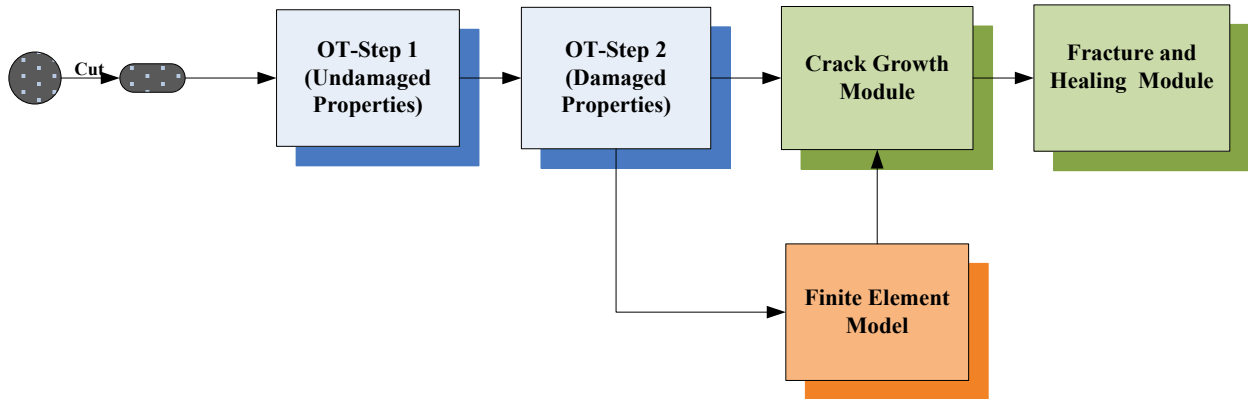 Cut
OT-Step 1
(Undamaged
Properties)
OT-Step 2
(Damaged
Properties)
Crack Growth
Module
Fracture and
Healing Module
Finite Element
Model